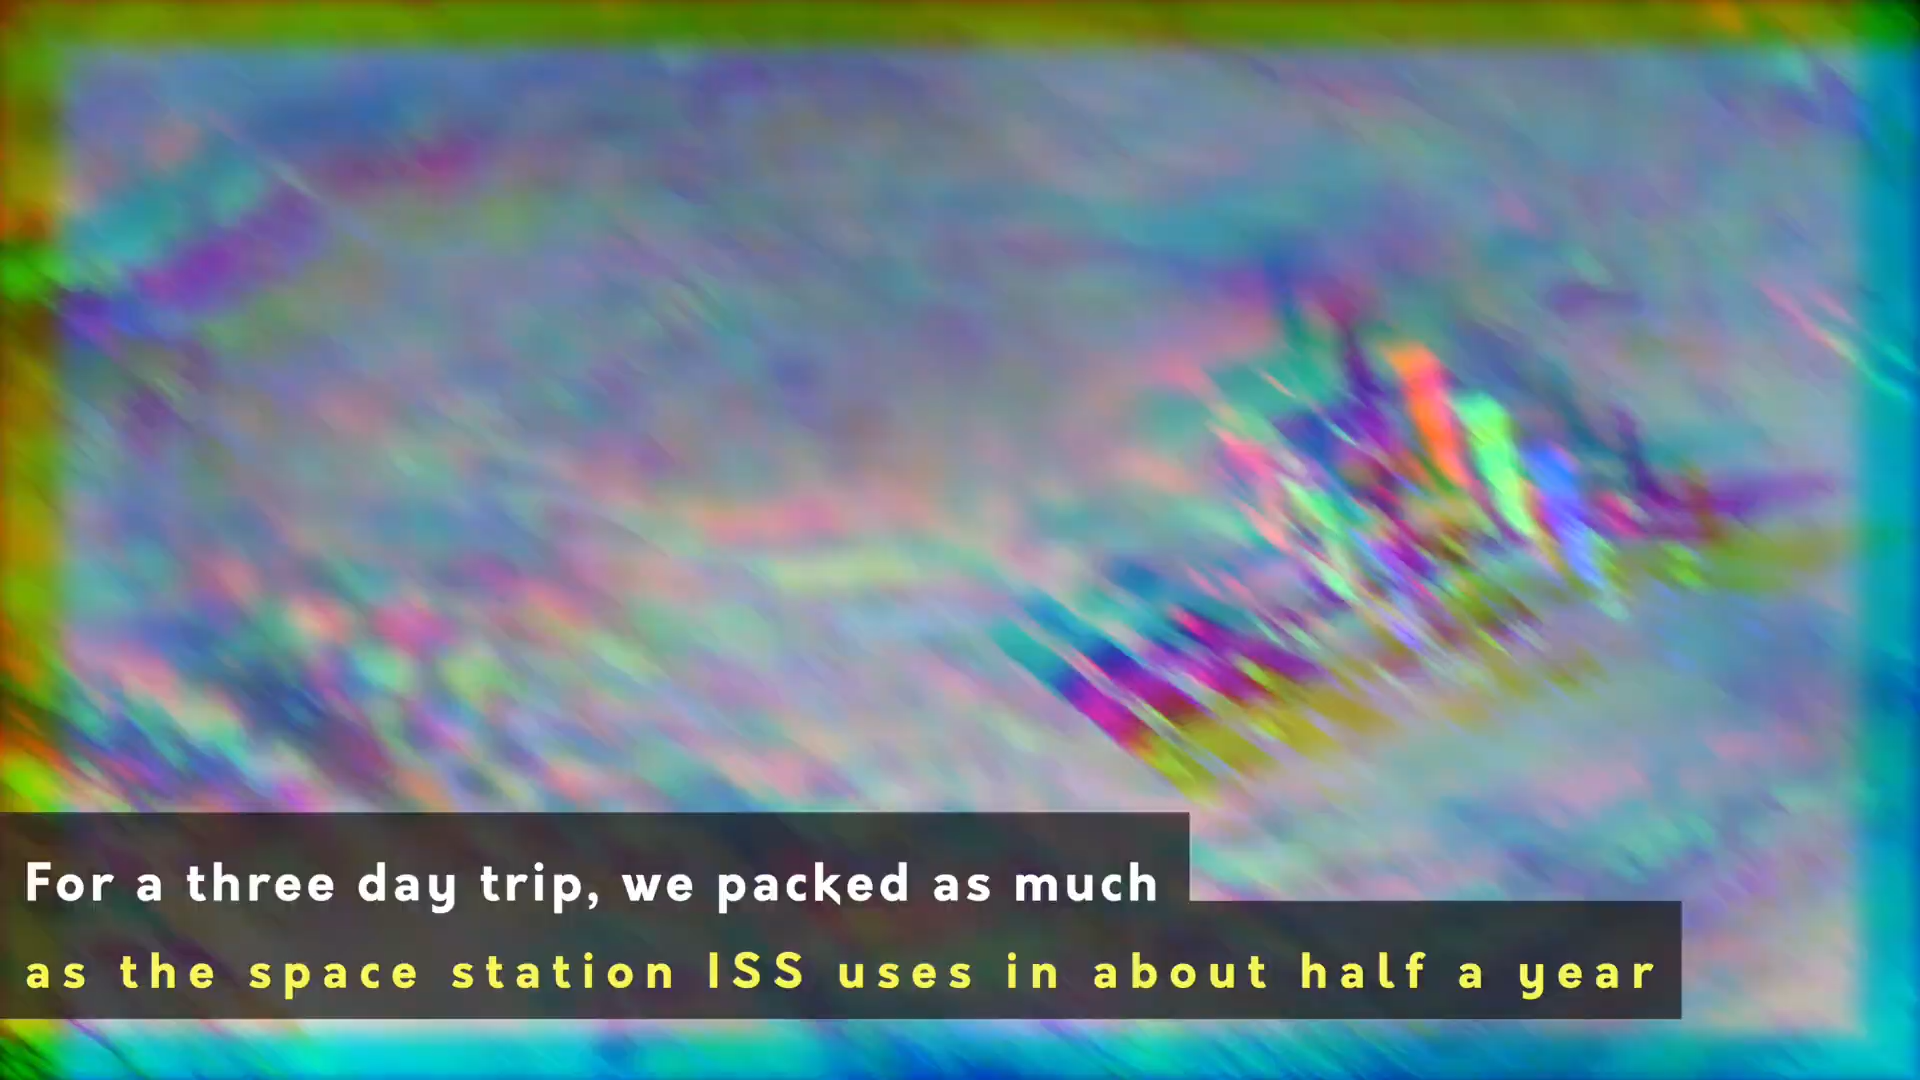 For a three day trip, we packed as much
as the space station ISS uses in about half a year